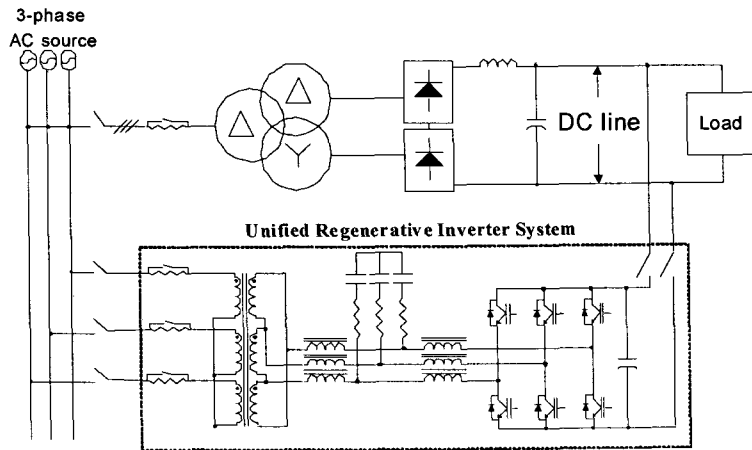 3-phase
AC source
DC line
Load
Unified Regenerative Inverter System